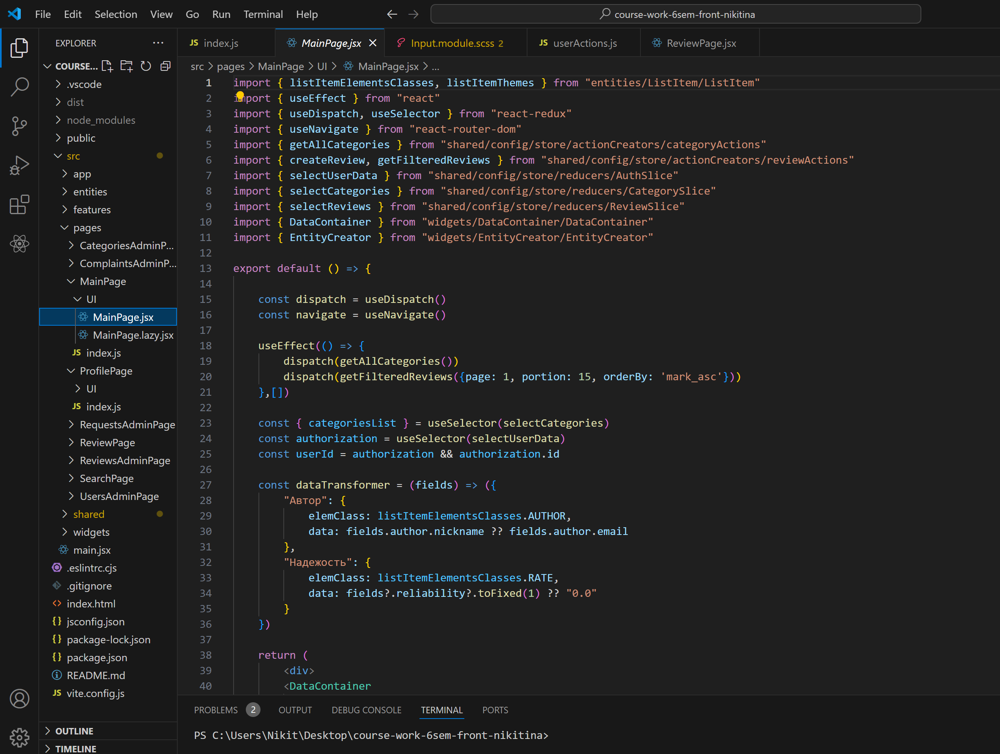 File Edit Selection View Go Run Terminal Help
course-work-6sem-front-nikitina
EXPLORER
COURSE...
.vscode
dist
node_modules
public
src
app
entities
features
pages
CategoriesAdminP...
ComplaintsAdminP...
MainPage
UI
MainPage.jsx
MainPage.lazy.jsx
JS index.js
ProfilePage
UI
JS index.js
RequestsAdminPage
ReviewPage
ReviewsAdminPage
SearchPage
UsersAdminPage
shared
widgets
main.jsx
.eslintrc.cjs
.gitignore
index.html
jsconfig.json
package-lock.json
package.json
README.md
JS vite.config.js
OUTLINE
TIMELINE
JS index.js MainPage.jsx Input.module.scss 2 JS userActions.js ReviewPage.jsx
src > pages > MainPage > UI > MainPage.jsx > ...
1 import { listItemElementsClasses, listItemThemes } from "entities/ListItem/ListItem"
2 import { useEffect } from "react"
3 import { useDispatch, useSelector } from "react-redux"
4 import { useNavigate } from "react-router-dom"
5 import { getAllCategories } from "shared/config/store/actionCreators/categoryActions"
6 import { createReview, getFilteredReviews } from "shared/config/store/actionCreators/reviewActions"
7 import { selectUserData } from "shared/config/store/reducers/AuthSlice"
8 import { selectCategories } from "shared/config/store/reducers/CategorySlice"
9 import { selectReviews } from "shared/config/store/reducers/ReviewSlice"
10 import { DataContainer } from "widgets/DataContainer/DataContainer"
11 import { EntityCreator } from "widgets/EntityCreator/EntityCreator"
12
13 export default () => {
14
15 const dispatch = useDispatch()
16 const navigate = useNavigate()
17
18 useEffect(() => {
19 dispatch(getAllCategories())
20 dispatch(getFilteredReviews({page: 1, portion: 15, orderBy: 'mark_asc'}))
21 },[])
22
23 const { categoriesList } = useSelector(selectCategories)
24 const authorization = useSelector(selectUserData)
25 const userId = authorization && authorization.id
26
27 const dataTransformer = (fields) => ({
28 "Автор": {
29 elemClass: listItemElementsClasses.AUTHOR,
30 data: fields.author.nickname ?? fields.author.email
31 },
32 "Надежость": {
33 elemClass: listItemElementsClasses.RATE,
34 data: fields?.reliability?.toFixed(1) ?? "0.0"
35 }
36 })
37
38 return (
39 <div>
40 <DataContainer
PROBLEMS 2 OUTPUT DEBUG CONSOLE TERMINAL PORTS
PS C:\Users\Nikit\Desktop\course-work-6sem-front-nikitina>